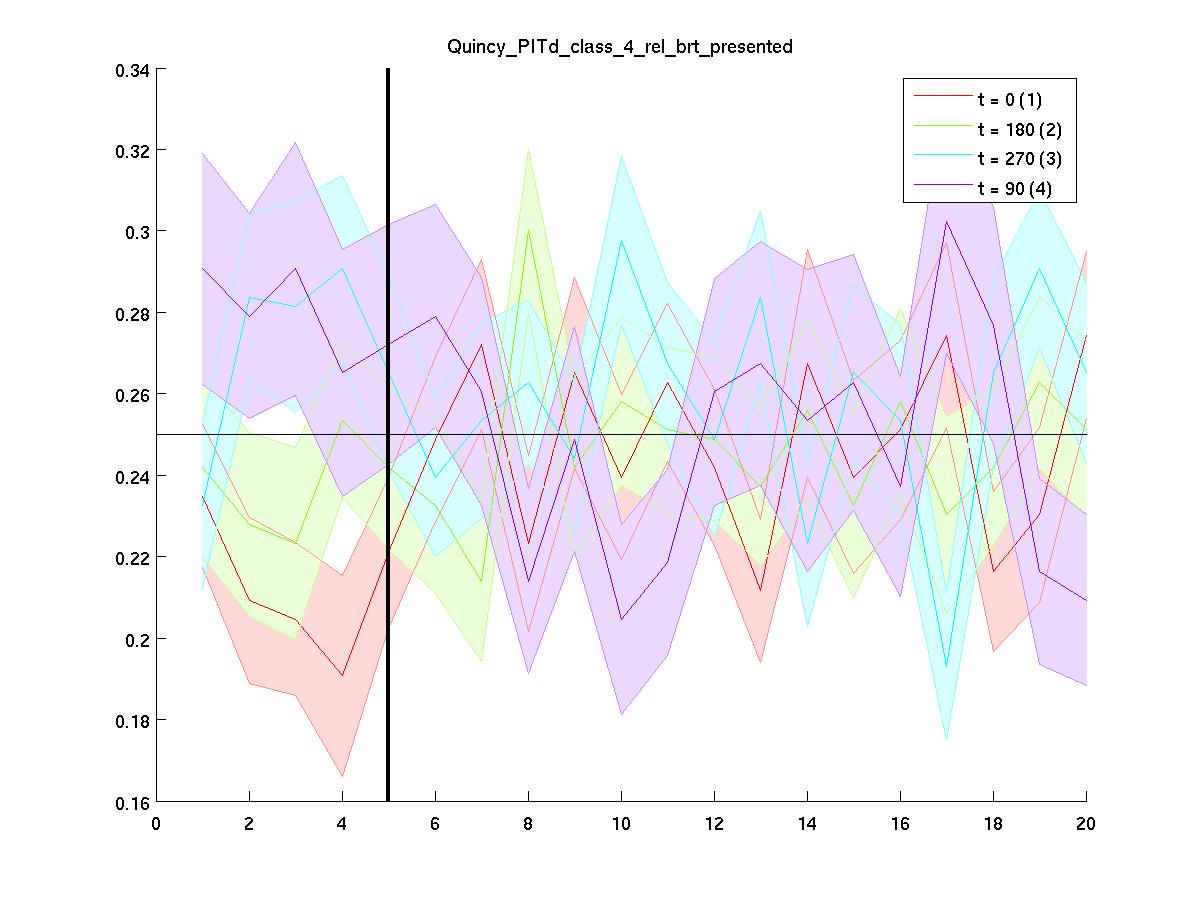 Quincy_PITd_class_4_rel_brt_presented
0.34
0.32
0.3
0.28
0.26
0.24
0.22
0.2
0.18
0.16
t = 0 (1)
t = 180 (2)
t = 270 (3)
t = 90 (4)
0 2 4 6 8 10 12 14 16 18 20